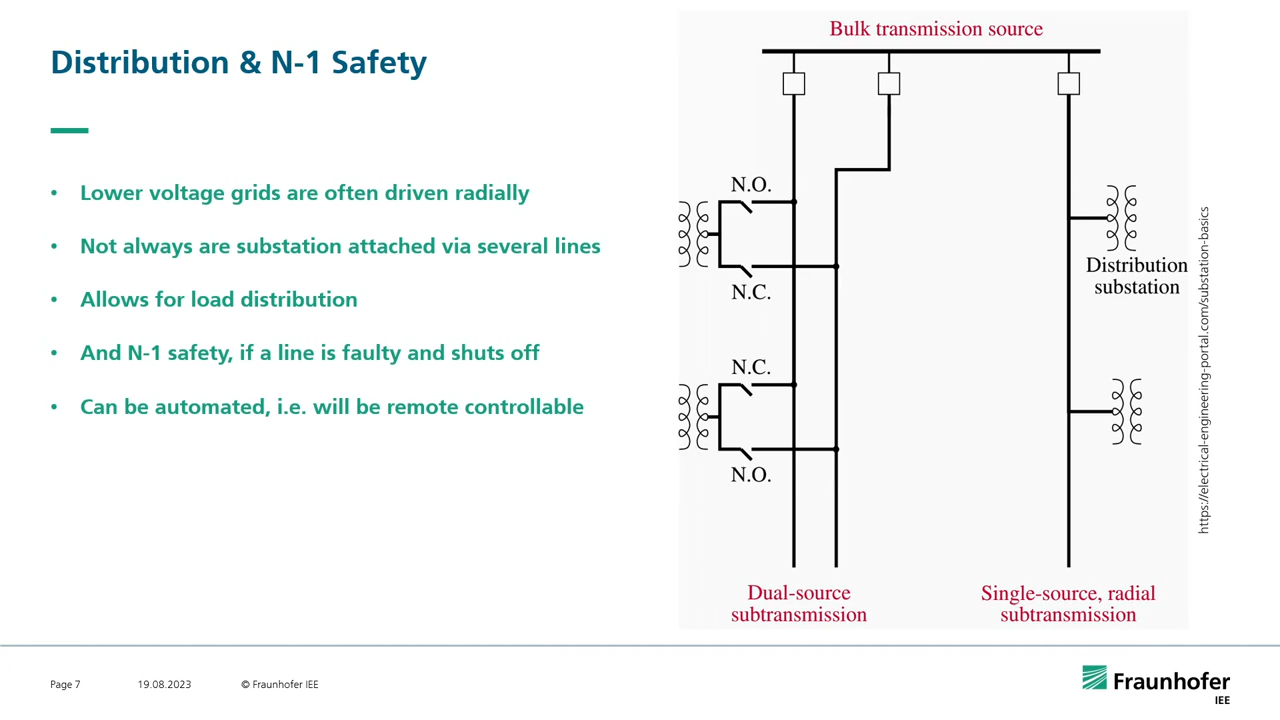 Distribution & N-1 Safety
• Lower voltage grids are often driven radially
• Not always are substation attached via several lines
• Allows for load distribution
• And N-1 safety, if a line is faulty and shuts off
• Can be automated, i.e. will be remote controllable
Bulk transmission source
N.O.
N.C.
N.C.
N.O.
Distribution
substation
Dual-source
subtransmission
Single-source, radial
subtransmission
https://electrical-engineering-portal.com/substation-basics
Page 7
19.08.2023
© Fraunhofer IEE
Fraunhofer
IEE